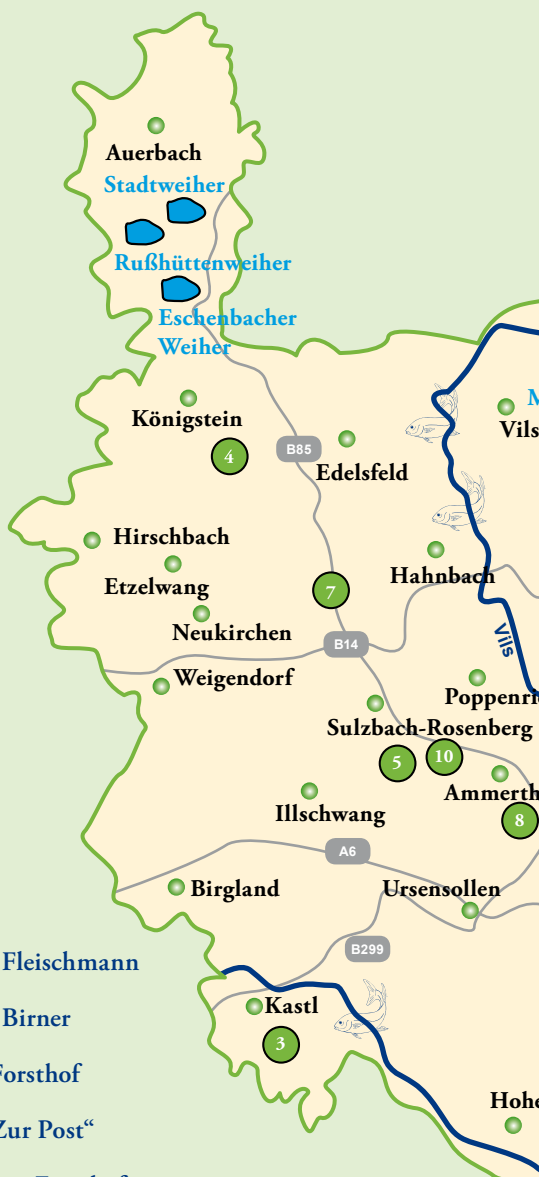 Auerbach
Stadtweiher
Rußhüttenweiher
Eschenbacher
Weiher
Königstein
4
B85
Edelsfeld
Vils
Hirschbach
Etzelwang
Hahnbach
7
Neukirchen
B14
Vils
Weigendorf
Sulzbach-Rosenberg
5
10
Illschwang
8
A6
Birgland
Ursensollen
B299
Fleischmann
Kastl
Birner
3
Forsthof
Zur Post“